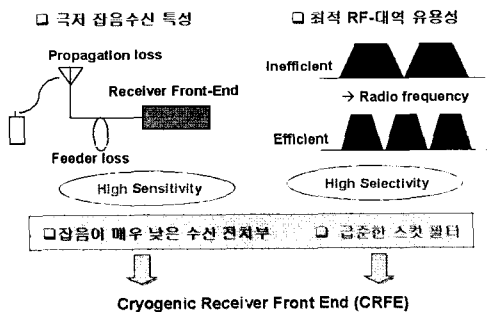 □ 극저 잡음수신 특성
□ 최적 RF-대역 유용성
Propagation loss
Receiver Front-End
Feeder loss
High Sensitivity
Inefficient
→ Radio frequency
Efficient
High Selectivity
□잡음이 매우 낮은 수신 전치부
□ 급준한 스컷 필터
Cryogenic Receiver Front End (CRFE)